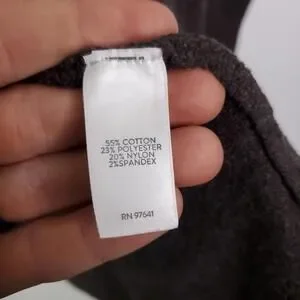 55% COTTON
23% POLYESTER
20% NYLON
2%SPANDEX
RN 97641